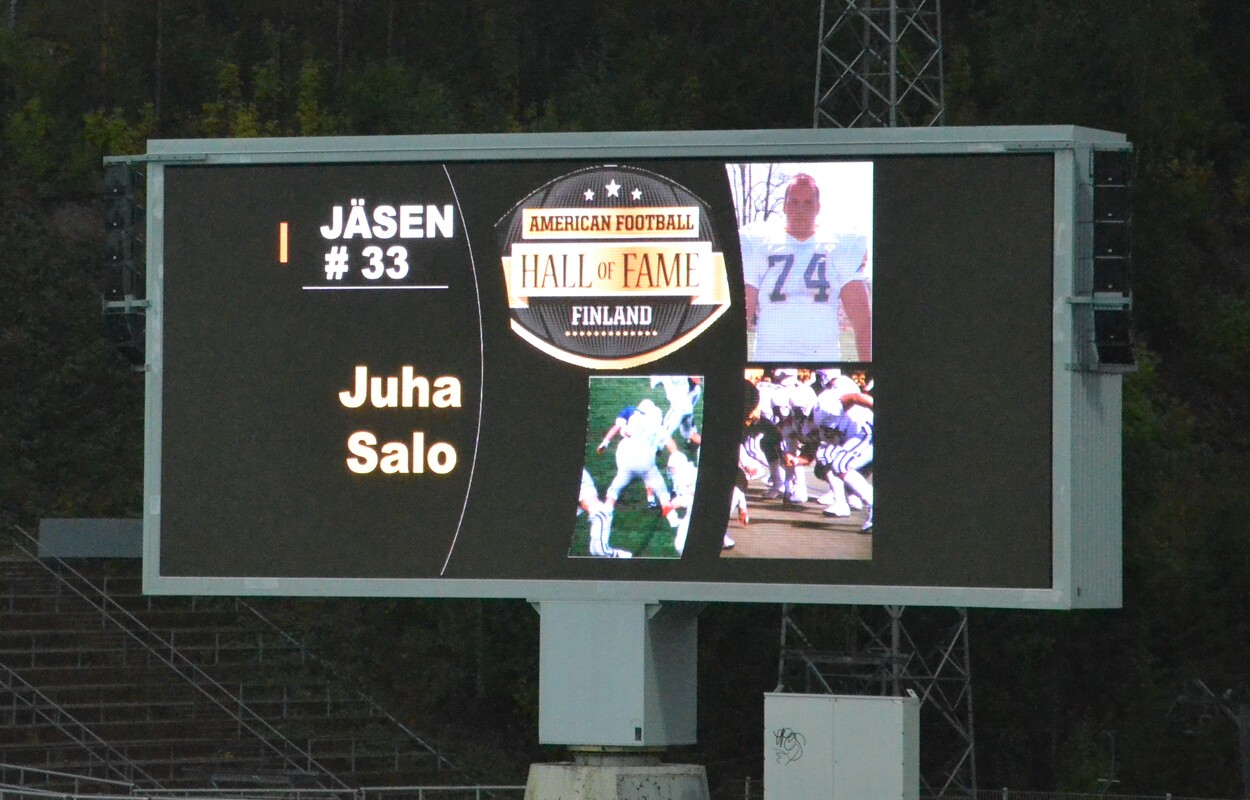 JÄSEN
# 33
Juha
Salo
AMERICAN FOOTBALL
HALL OF FAME
FINLAND
74